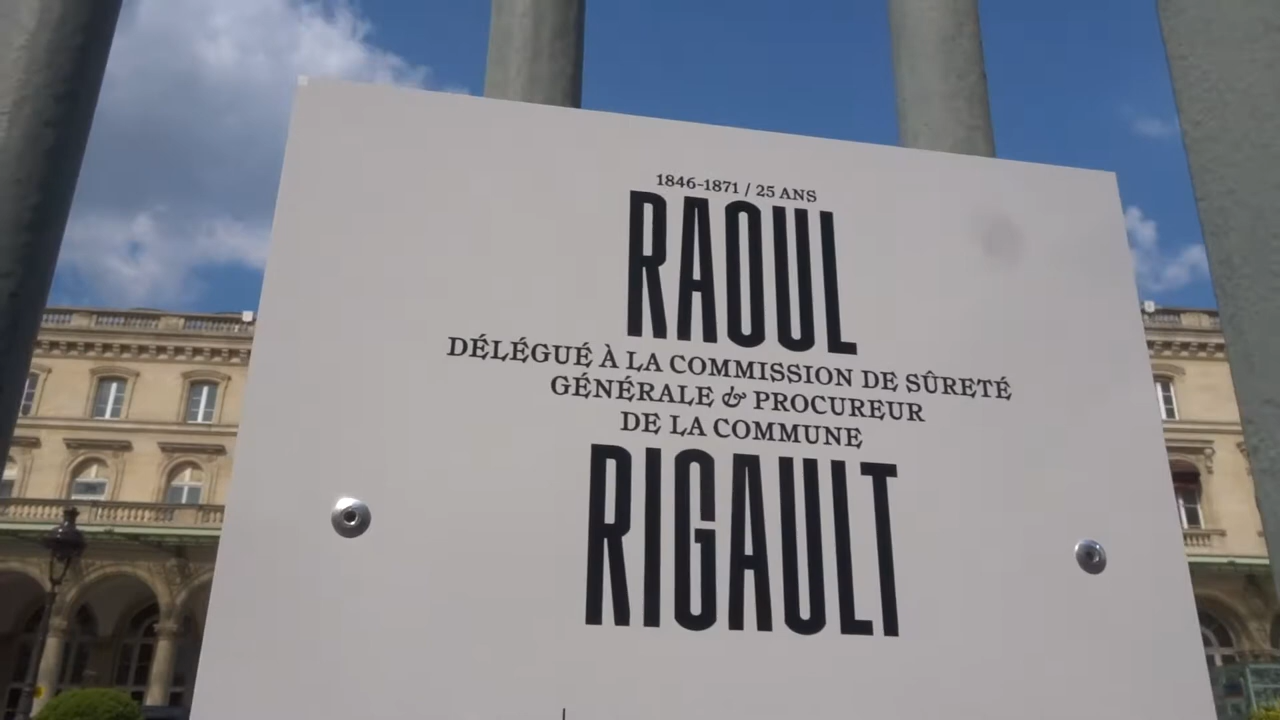 1846-1871 / 25 ANS
RAOUL
DÉLÉGUÉ À LA COMMISSION DE SÛRETÉ
GÉNÉRALE & PROCUREUR
DE LA COMMUNE
RIGAULT